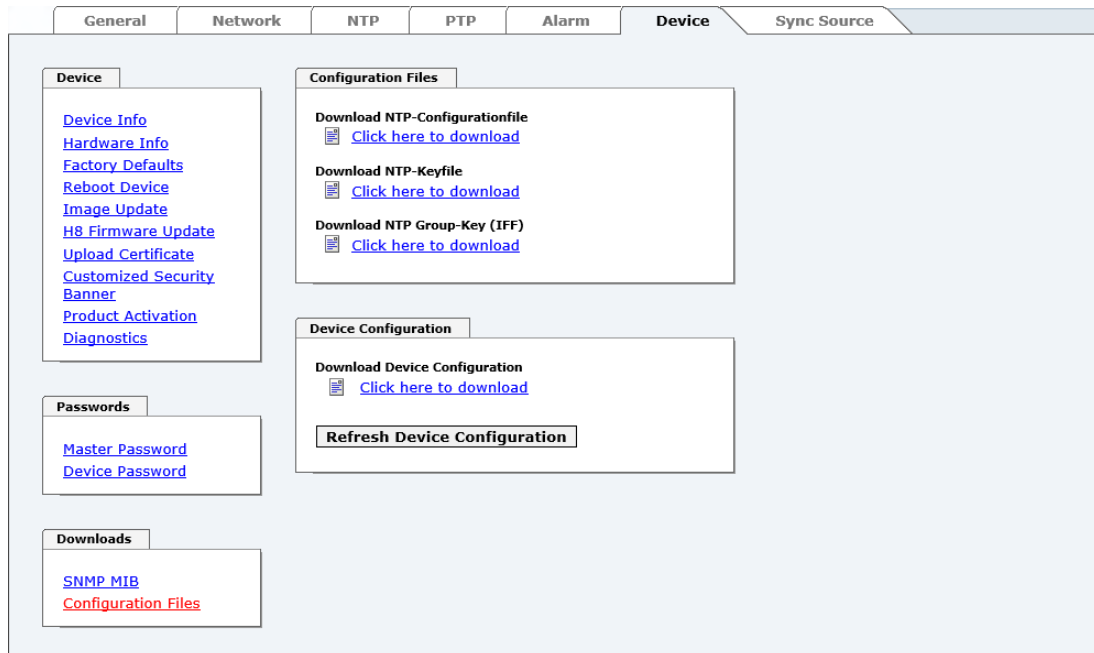 General Network NTP PTP Alarm Device Sync Source
Device
Device Info
Hardware Info
Factory Defaults
Reboot Device
Image Update
H8 Firmware Update
Upload Certificate
Customized Security
Banner
Product Activation
Diagnostics
Passwords
Master Password
Device Password
Downloads
SNMP MIB
Configuration Files
Configuration Files
Download NTP-Configurationfile
Click here to download
Download NTP-Keyfile
Click here to download
Download NTP Group-Key (IFF)
Click here to download
Device Configuration
Download Device Configuration
Click here to download
Refresh Device Configuration